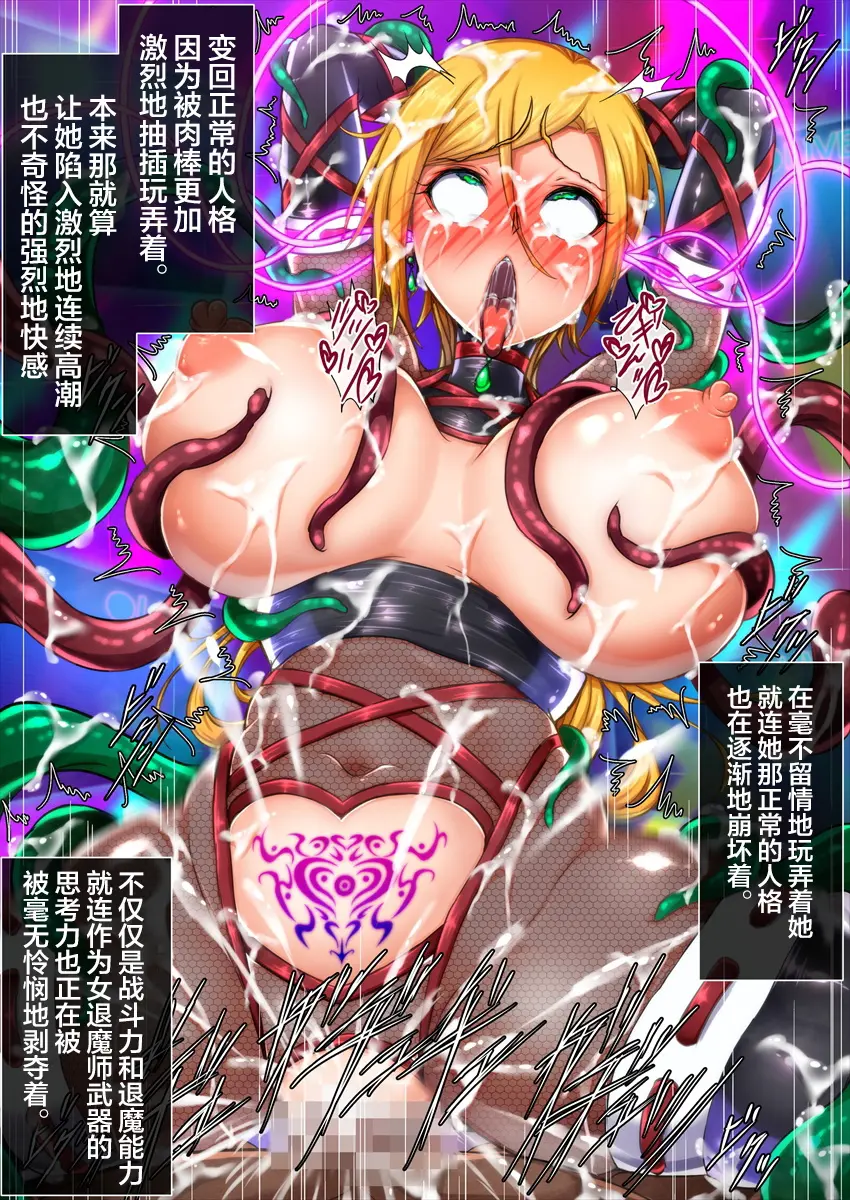 变回正常的人格
因为被肉棒更加
激烈地抽插玩弄着。
本来那就算
让她陷入激烈地连续高潮
也不奇怪的强烈地快感
在毫不留情地玩弄着她
就连她那正常的人格
也在逐渐地崩坏着。
不仅仅是战斗力和退魔能力
就连作为女退魔师武器的
思考力也正在被
被毫无怜悯地剥夺着。